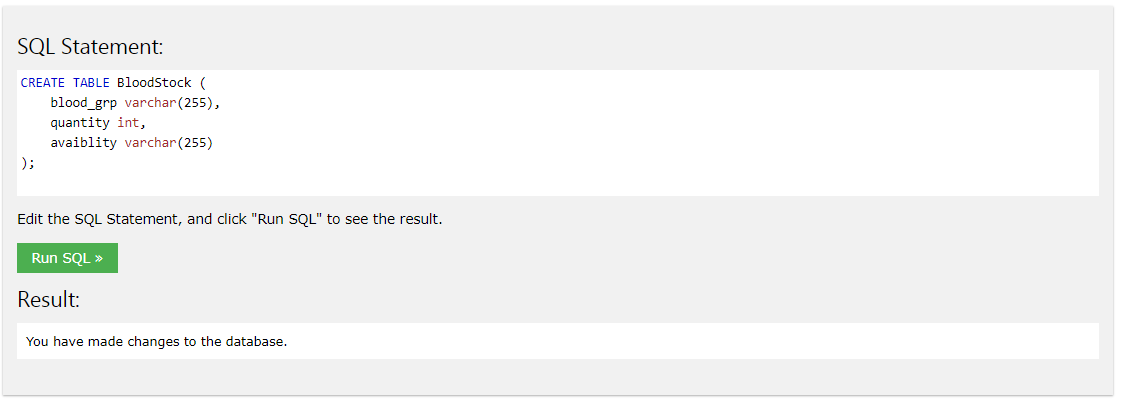 SQL Statement:
CREATE TABLE BloodStock (
    blood_grp varchar(255),
    quantity int,
    avaiblity varchar(255)
);
Edit the SQL Statement, and click "Run SQL" to see the result.
Run SQL »
Result:
You have made changes to the database.